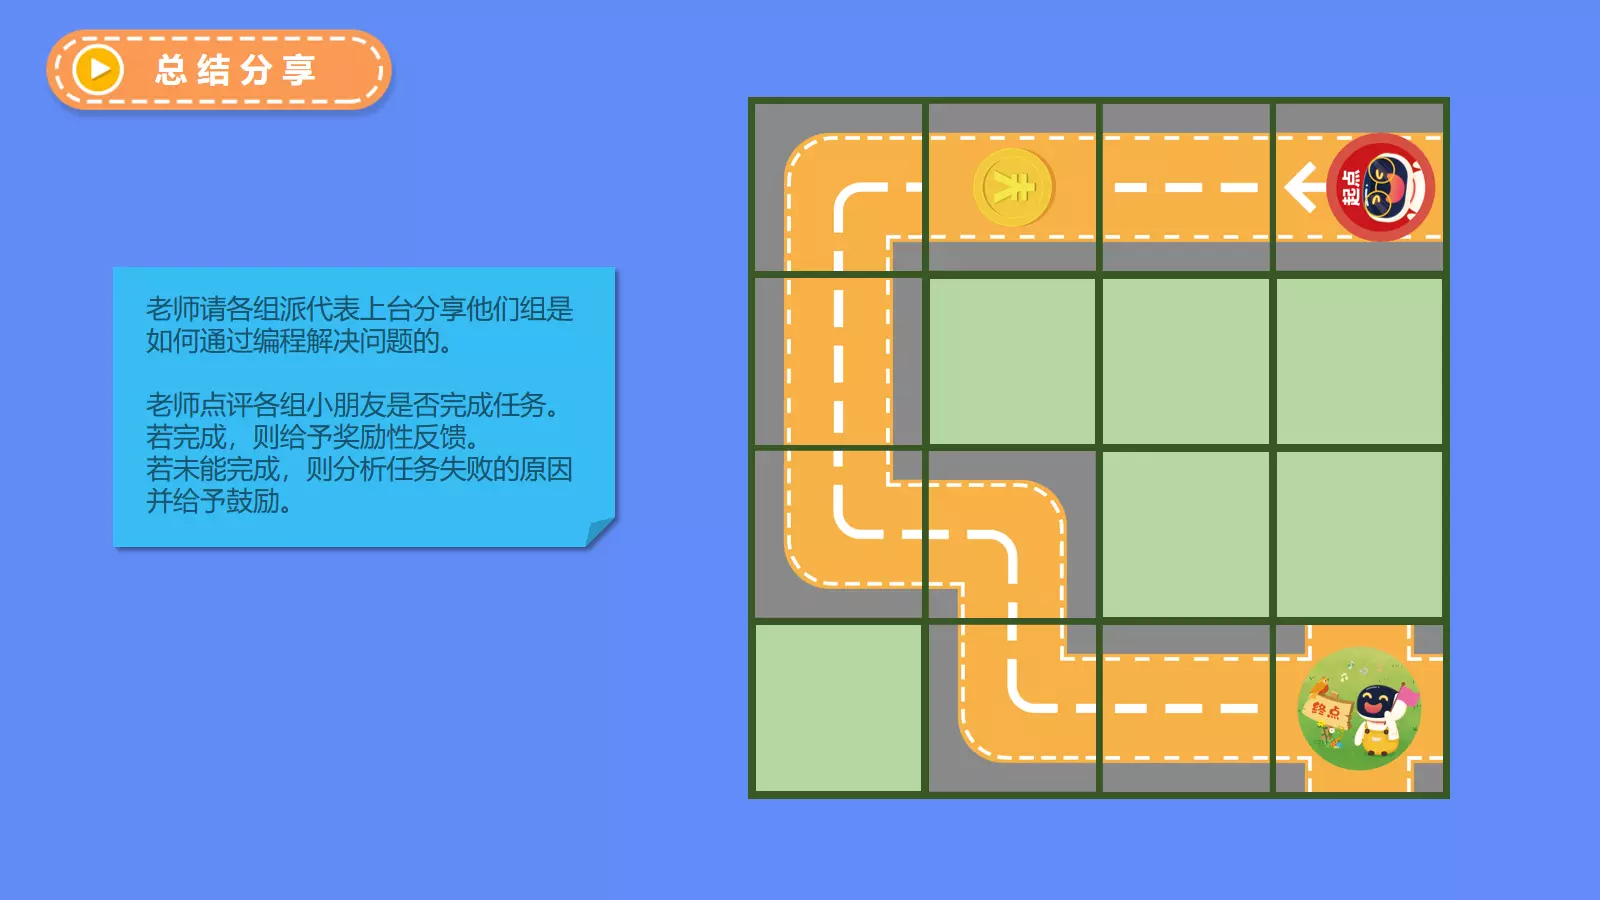 总结分享
起点
老师请各组派代表上台分享他们组是
如何通过编程解决问题的。
老师点评各组小朋友是否完成任务。
若完成，则给予奖励性反馈。
若未能完成，则分析任务失败的原因
并给予鼓励。
终点